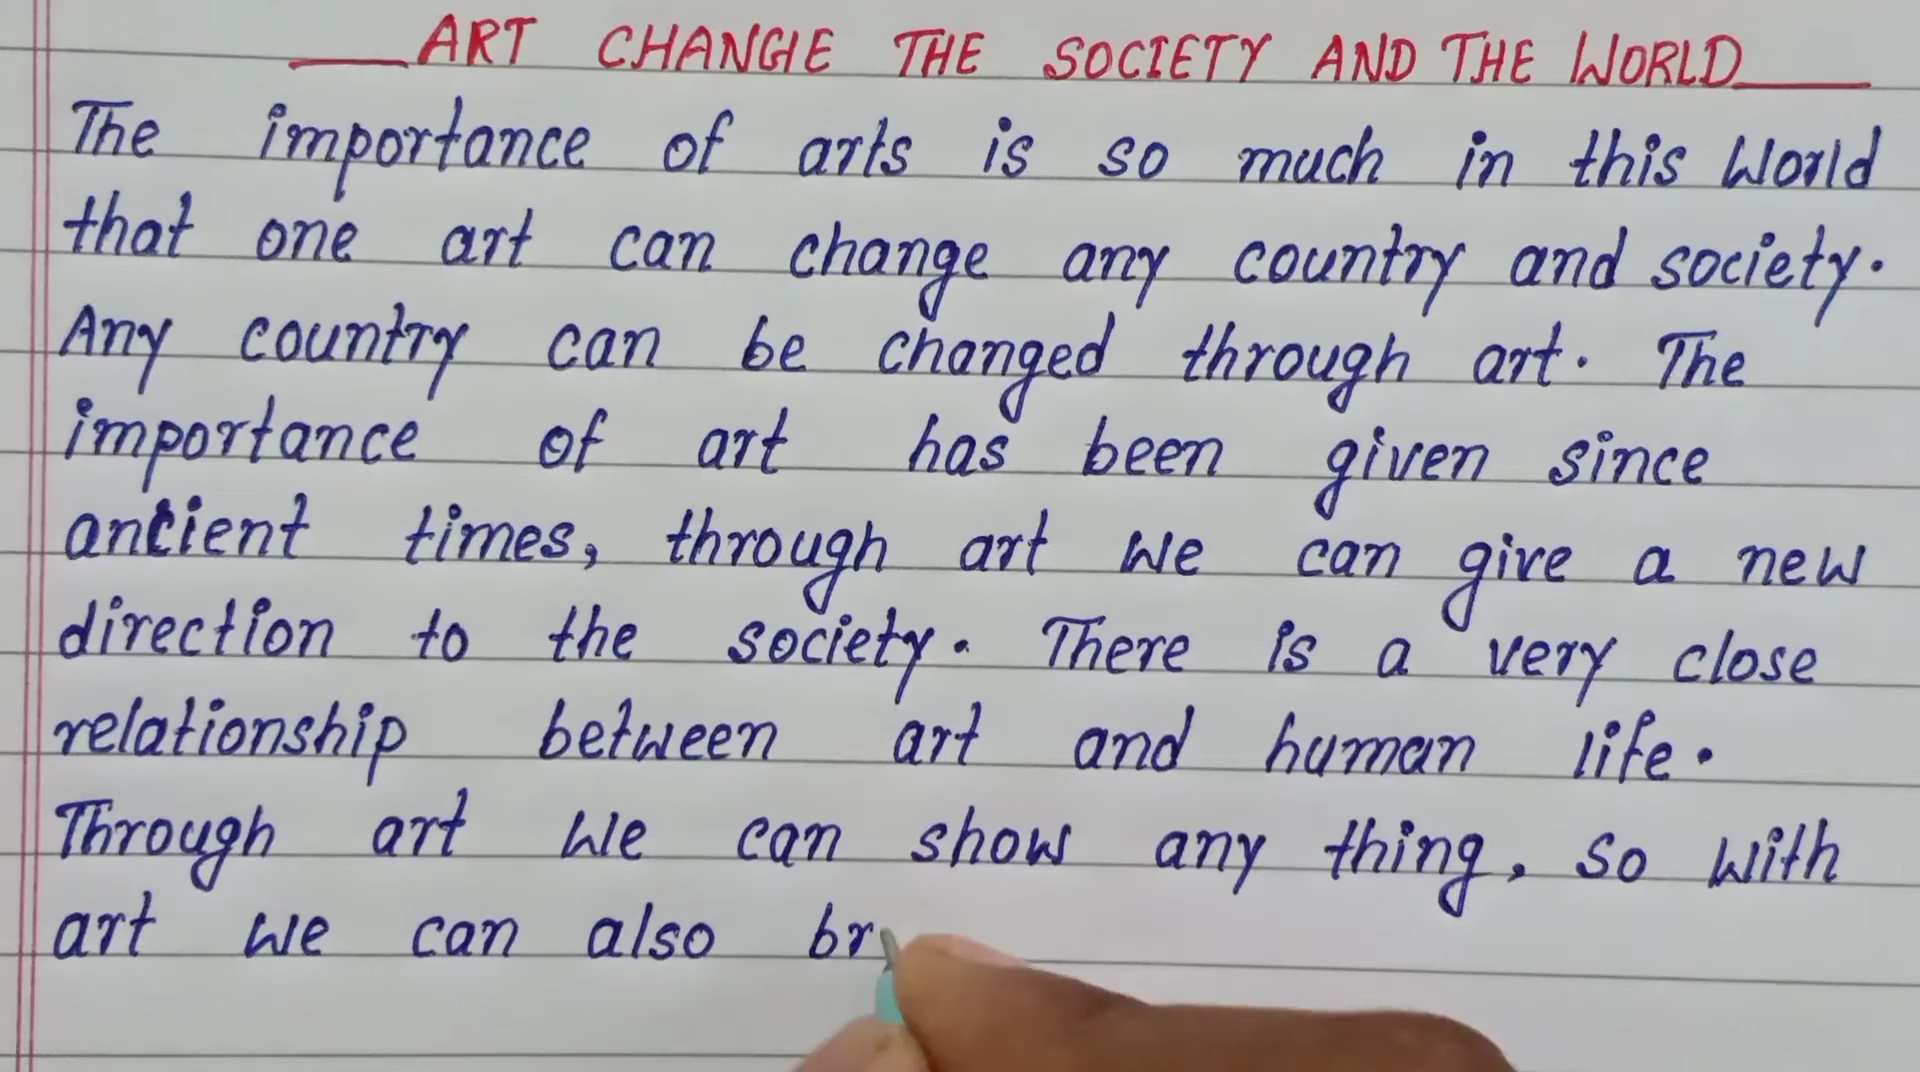 ART CHANGE THE SOCIETY AND THE WORLD
The importance of arts is so much in this World
that one art can change any country and society.
Any country can be changed through art. The
importance of art has been given since
ancient times, through art we can give a new
direction to the society. There is a very close
relationship between art and human life.
Through art we can show any thing, so with
art we can also br